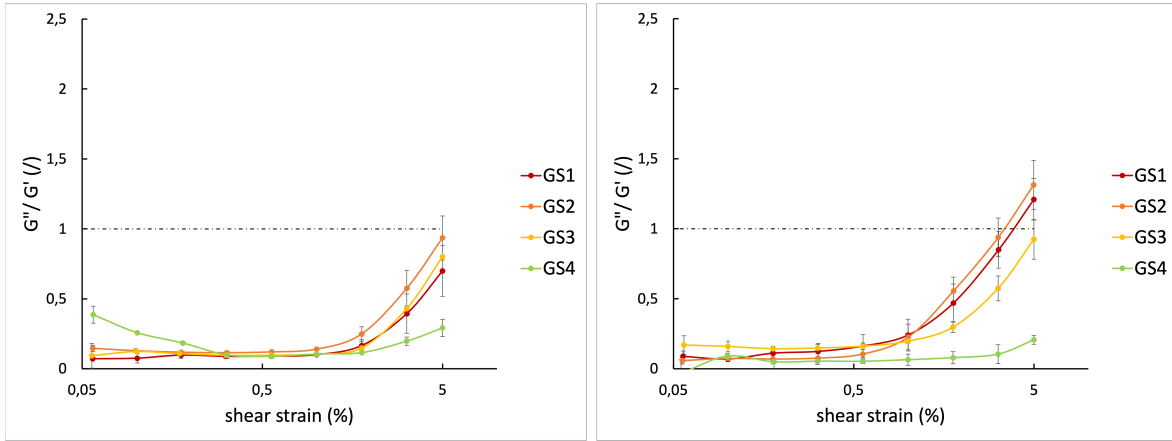 2,5
2
1,5
1
0,5
0
G"/ G' (/)
0,05
0,5
5
shear strain (%)
GS1
GS2
GS3
GS4
2,5
2
1,5
1
0,5
0
G"/ G' (/)
0,05
0,5
5
shear strain (%)
GS1
GS2
GS3
GS4